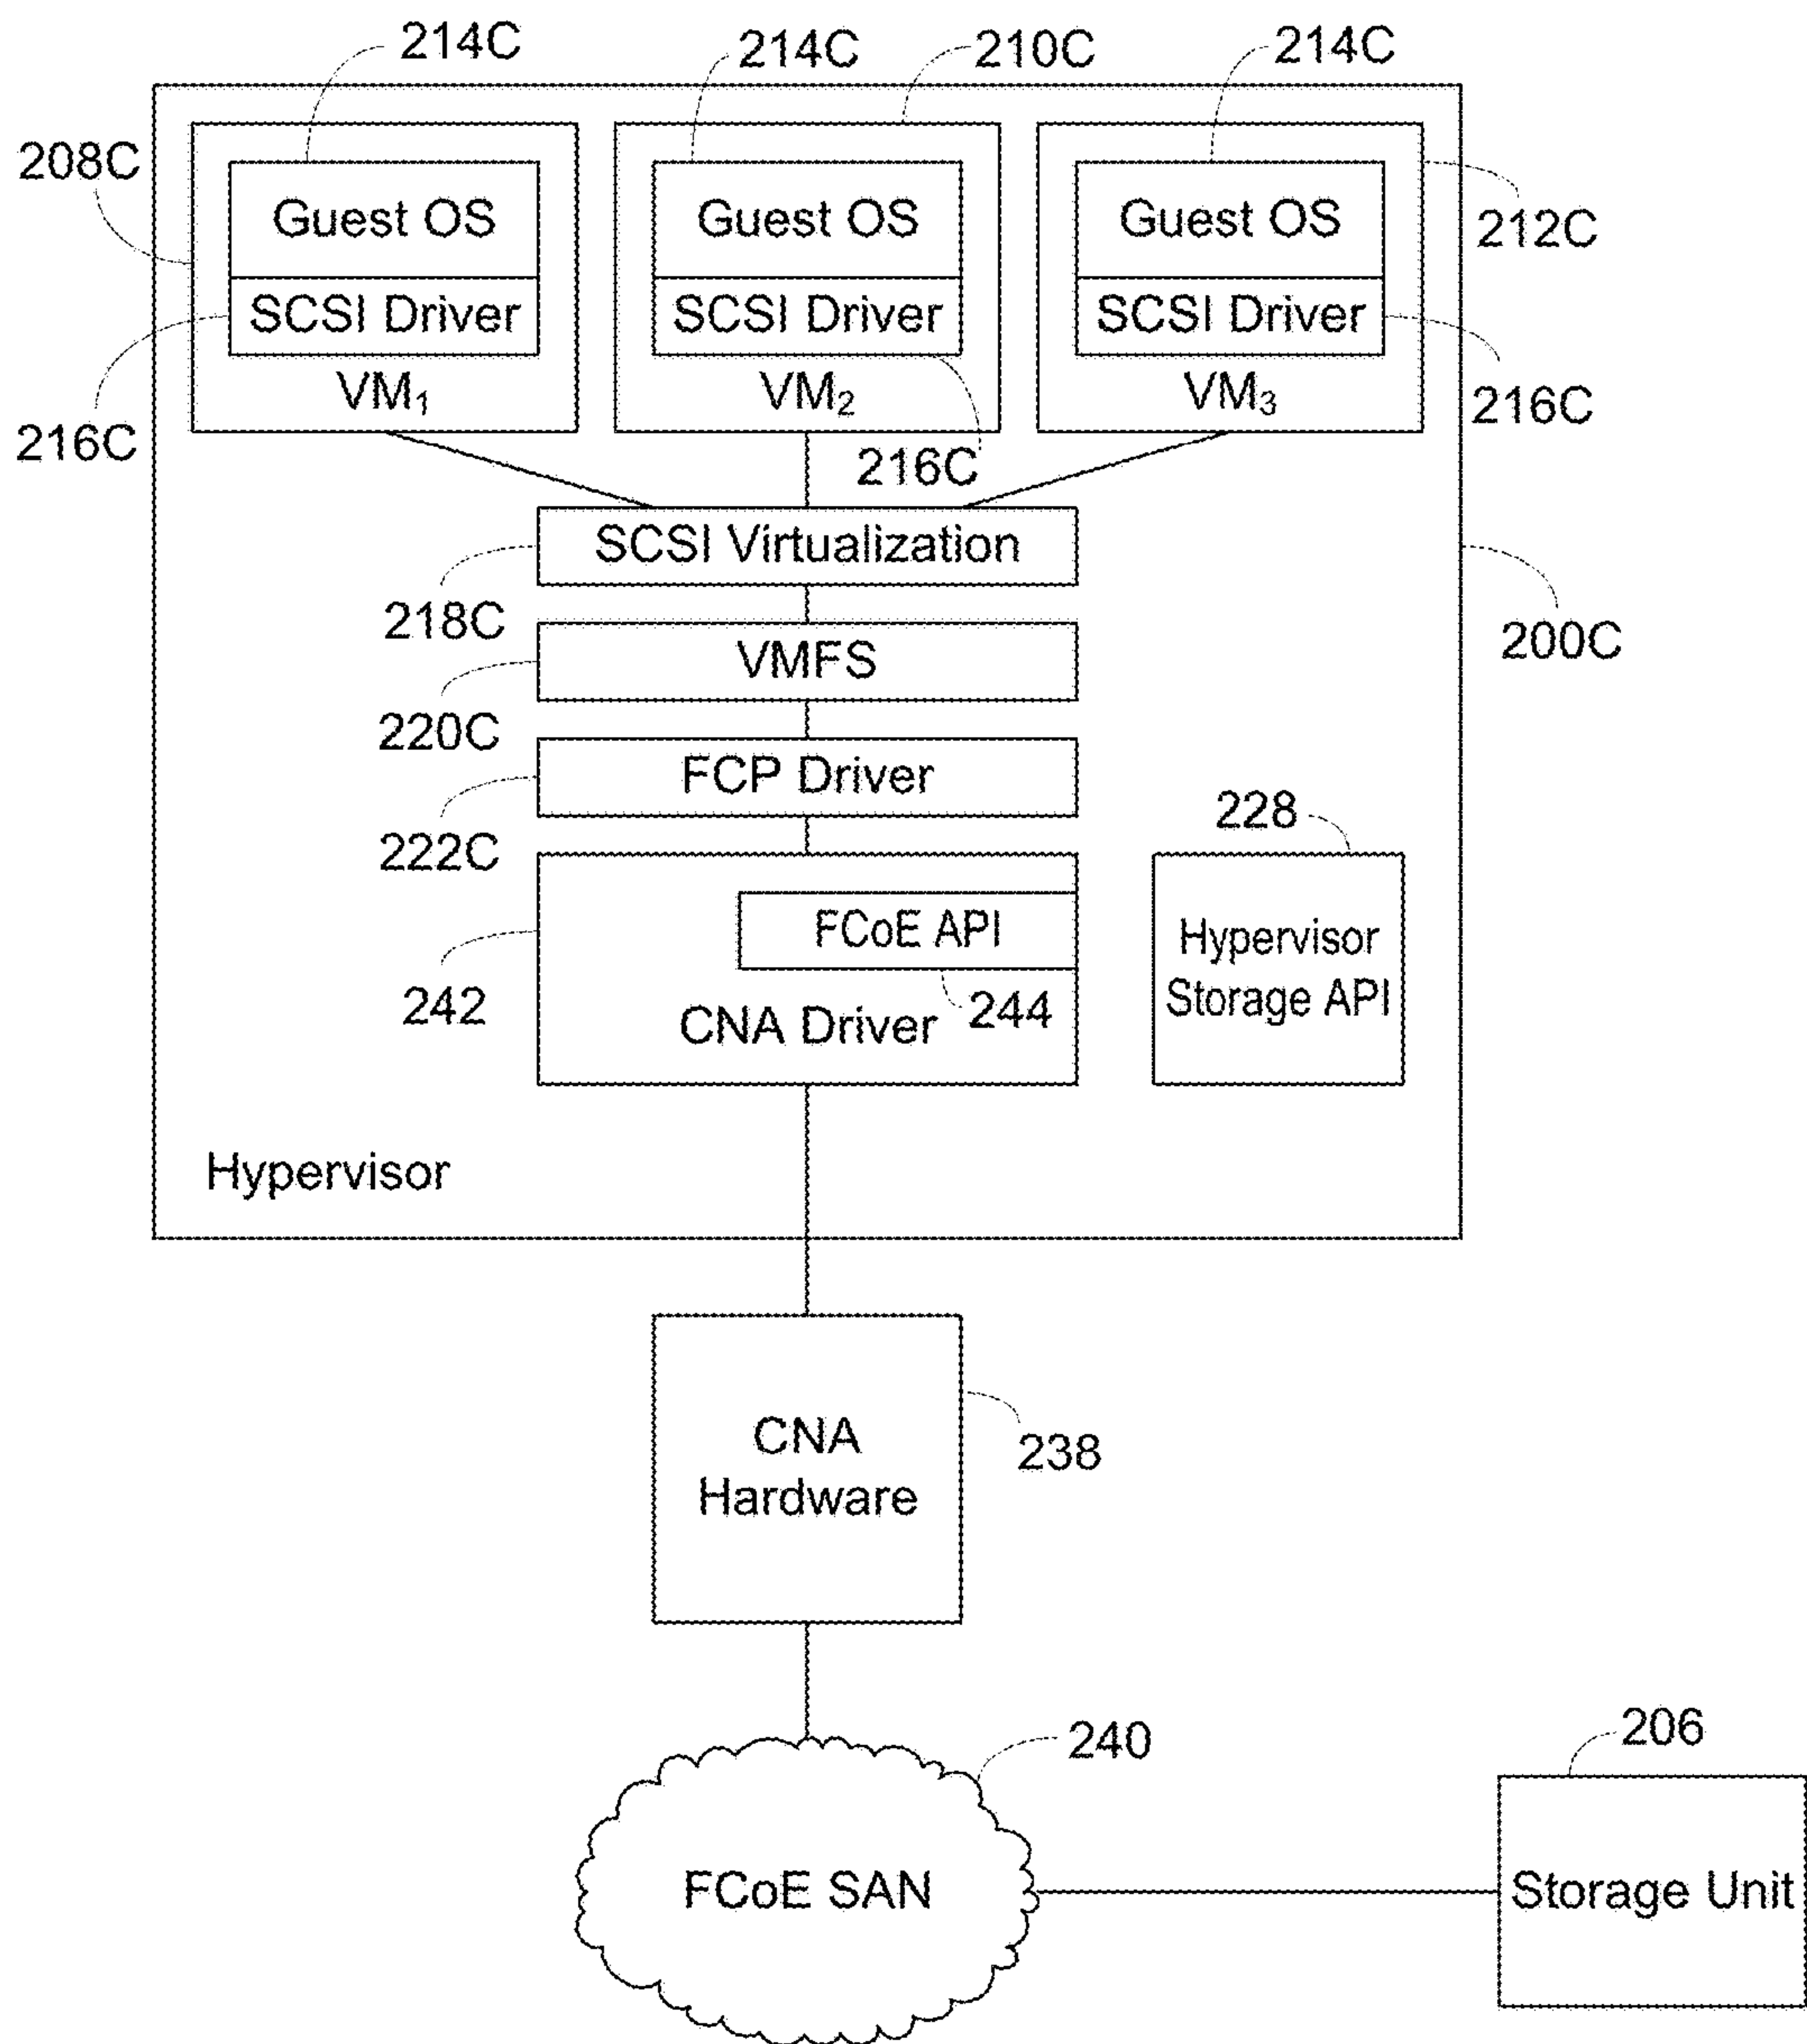 214C
214C
210C
214C
208C
Guest OS
Guest OS
Guest OS
212C
SCSI Driver
SCSI Driver
SCSI Driver
VM₁
VM₂
VM₃
216C
216C
216C
SCSI Virtualization
218C
200C
VMFS
220C
FCP Driver
222C
228
FCoE API
Hypervisor
Storage API
242
244
CNA Driver
Hypervisor
CNA
Hardware
238
240
206
FCoE SAN
Storage Unit